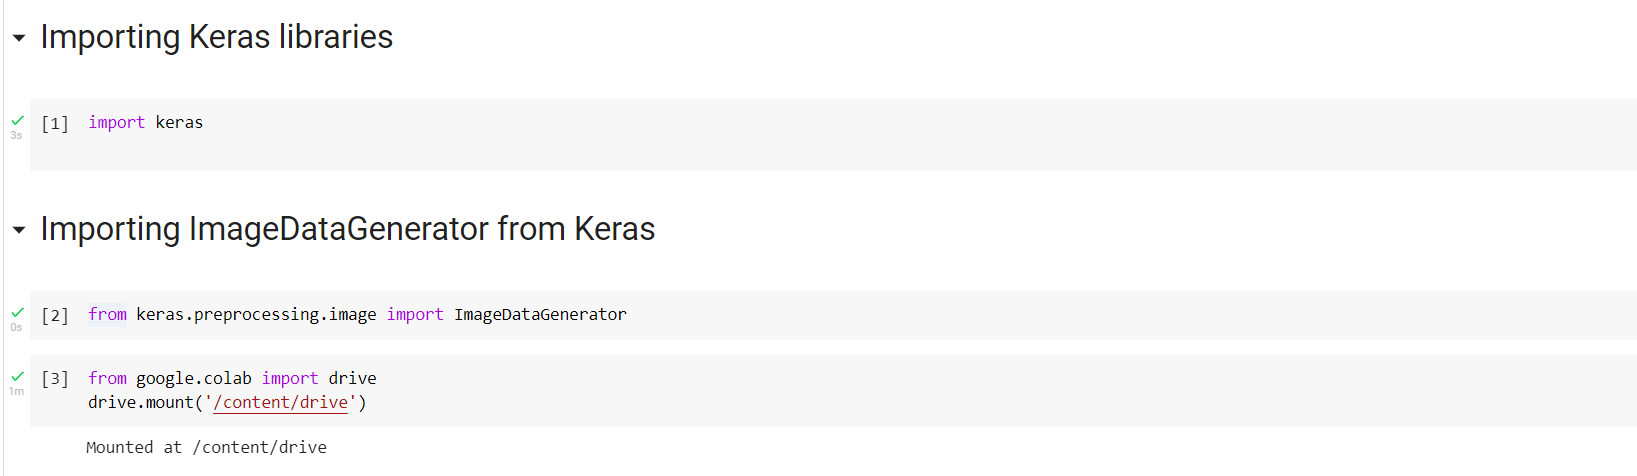 Importing Keras libraries
3s [1] import keras
Importing ImageDataGenerator from Keras
0s [2] from keras.preprocessing.image import ImageDataGenerator
1m [3] from google.colab import drive
drive.mount('/content/drive')
Mounted at /content/drive